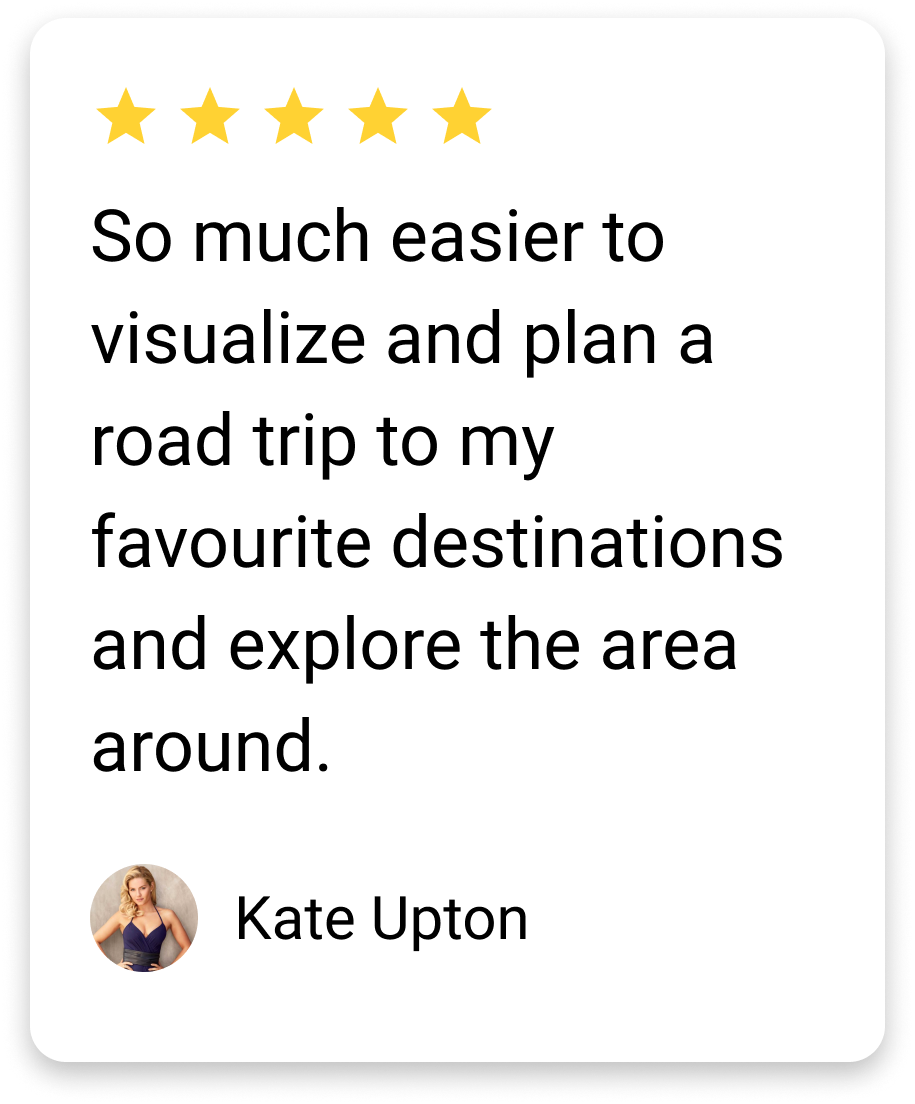 So much easier to
visualize and plan a
road trip to my
favourite destinations
and explore the area
around.
Kate Upton